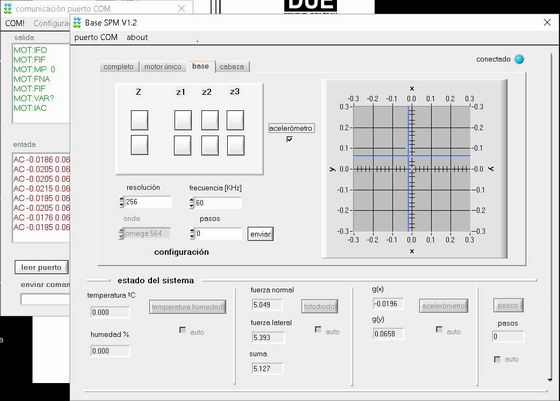 DUE
comunicación puerto COM
COM!
Configura
salida
MOT:IFO
MOT:FIF
MOT:MP 0
MOT:FNA
MOT:FIF
MOT:VAR?
MOT:IAC
entada
AC -0.0186 0.06
AC -0.0205 0.06
AC -0.0205 0.06
AC -0.0215 0.06
AC -0.0195 0.06
AC -0.0205 0.06
AC -0.0176 0.06
AC -0.0195 0.06
leer puerto
enviar coman
Base SPM V1.2
puerto COM about
conectado
completo motor único base cabeza
Z z1 z2 z3
acelerómetro
resolución frecuencia [KHz]
256 60
onda pasos
omega 564 0 enviar
configuración
x
-0.3 -0.2 -0.1 0.0 0.1 0.2 0.3
0.3 0.3
0.2 0.2
0.1 0.1
y 0.0 0.0 y
-0.1 -0.1
-0.2 -0.2
-0.3 -0.3
-0.3 -0.2 -0.1 0.0 0.1 0.2 0.3
x
estado del sistema
temperatura ºC
0.000
temperatura humedad
auto
humedad %
0.000
fuerza normal
5.049
fotodiodo
auto
fuerza lateral
5.393
suma
5.127
g(x)
-0.0196
acelerómetro
auto
g(y)
0.0658
pasos
pasos
0
auto